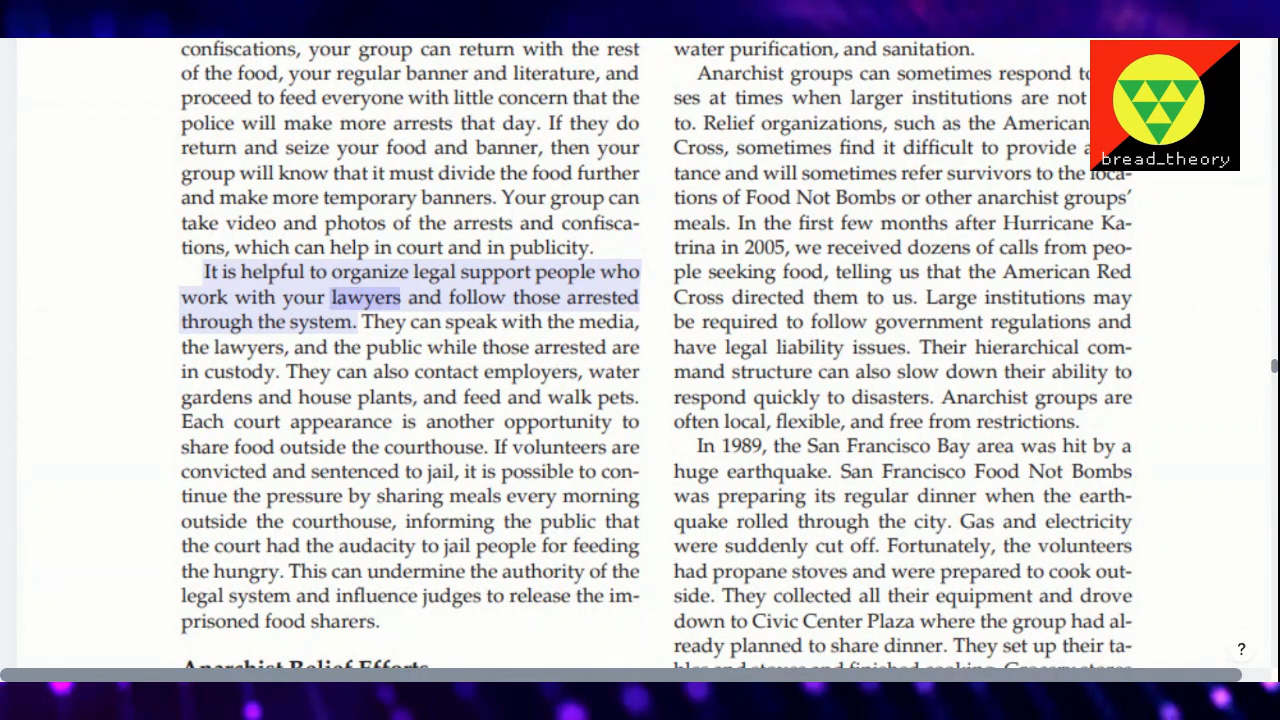 confiscations, your group can return with the rest
of the food, your regular banner and literature, and
proceed to feed everyone with little concern that the
police will make more arrests that day. If they do
return and seize your food and banner, then your
group will know that it must divide the food further
and make more temporary banners. Your group can
take video and photos of the arrests and confisca-
tions, which can help in court and in publicity.
It is helpful to organize legal support people who
work with your lawyers and follow those arrested
through the system. They can speak with the media,
the lawyers, and the public while those arrested are
in custody. They can also contact employers, water
gardens and house plants, and feed and walk pets.
Each court appearance is another opportunity to
share food outside the courthouse. If volunteers are
convicted and sentenced to jail, it is possible to con-
tinue the pressure by sharing meals every morning
outside the courthouse, informing the public that
the court had the audacity to jail people for feeding
the hungry. This can undermine the authority of the
legal system and influence judges to release the im-
prisoned food sharers.
Anarchist Relief Efforts
water purification, and sanitation.
Anarchist groups can sometimes respond to
ses at times when larger institutions are not
to. Relief organizations, such as the American
Cross, sometimes find it difficult to provide
tance and will sometimes refer survivors to the loca-
tions of Food Not Bombs or other anarchist groups'
meals. In the first few months after Hurricane Ka-
trina in 2005, we received dozens of calls from peo-
ple seeking food, telling us that the American Red
Cross directed them to us. Large institutions may
be required to follow government regulations and
have legal liability issues. Their hierarchical com-
mand structure can also slow down their ability to
respond quickly to disasters. Anarchist groups are
often local, flexible, and free from restrictions.
In 1989, the San Francisco Bay area was hit by a
huge earthquake. San Francisco Food Not Bombs
was preparing its regular dinner when the earth-
quake rolled through the city. Gas and electricity
were suddenly cut off. Fortunately, the volunteers
had propane stoves and were prepared to cook out-
side. They collected all their equipment and drove
down to Civic Center Plaza where the group had al-
ready planned to share dinner. They set up their ta-
bles and stoves and finished cooking. Grocery stores
bread_theory
?